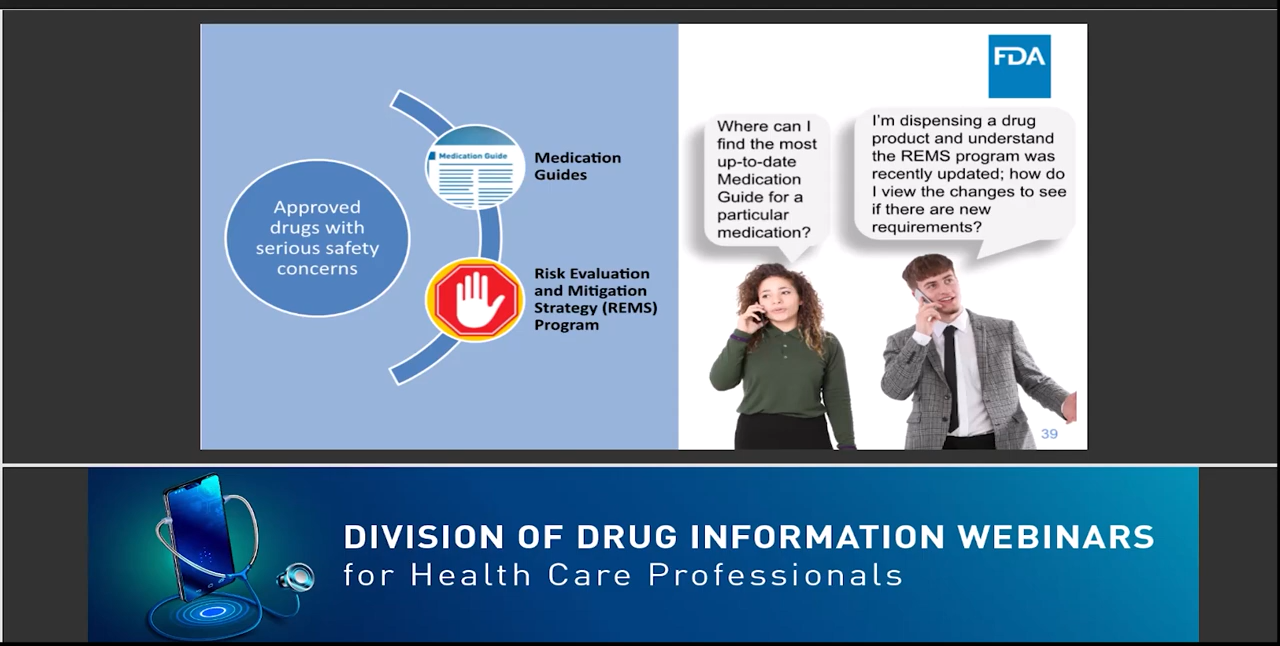 Approved
drugs with
serious safety
concerns
Medication Guide
Medication
Guides
Risk Evaluation
and Mitigation
Strategy (REMS)
Program
FDA
Where can I
find the most
up-to-date
Medication
Guide for a
particular
medication?
I'm dispensing a drug
product and understand
the REMS program was
recently updated; how do
I view the changes to see
if there are new
requirements?
39
DIVISION OF DRUG INFORMATION WEBINARS
for Health Care Professionals